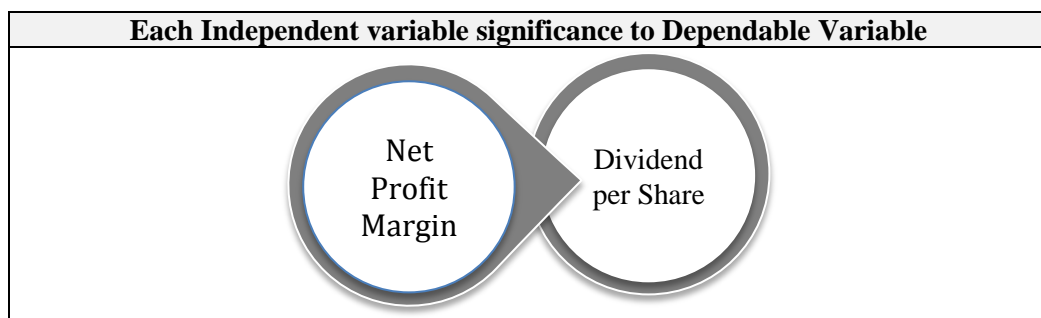 Each Independent variable significance to Dependable Variable
Net
Profit
Margin
Dividend
per Share